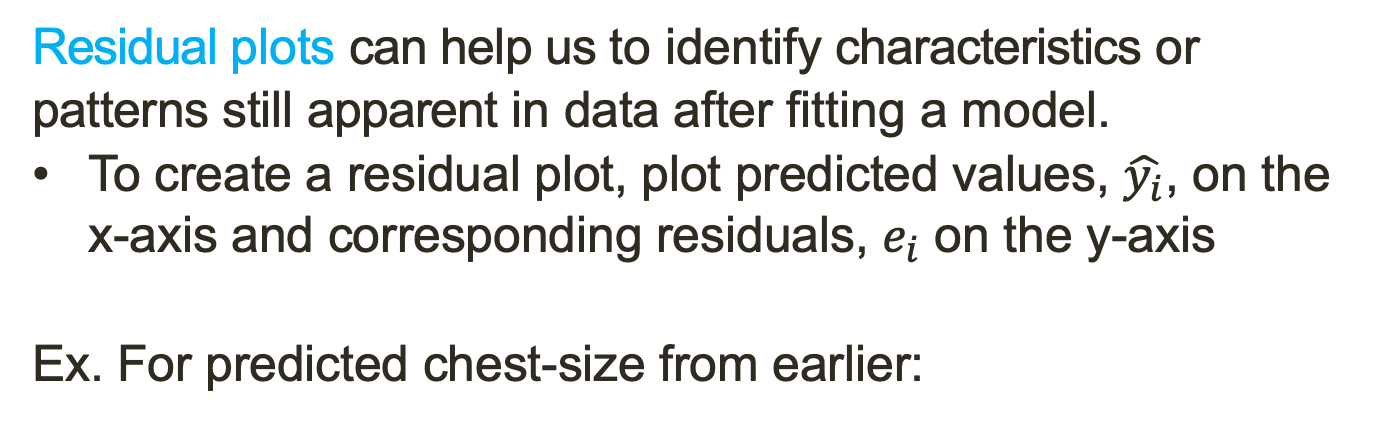 Residual plots can help us to identify characteristics or
patterns still apparent in data after fitting a model.
• To create a residual plot, plot predicted values, ŷᵢ, on the
x-axis and corresponding residuals, eᵢ on the y-axis
Ex. For predicted chest-size from earlier: